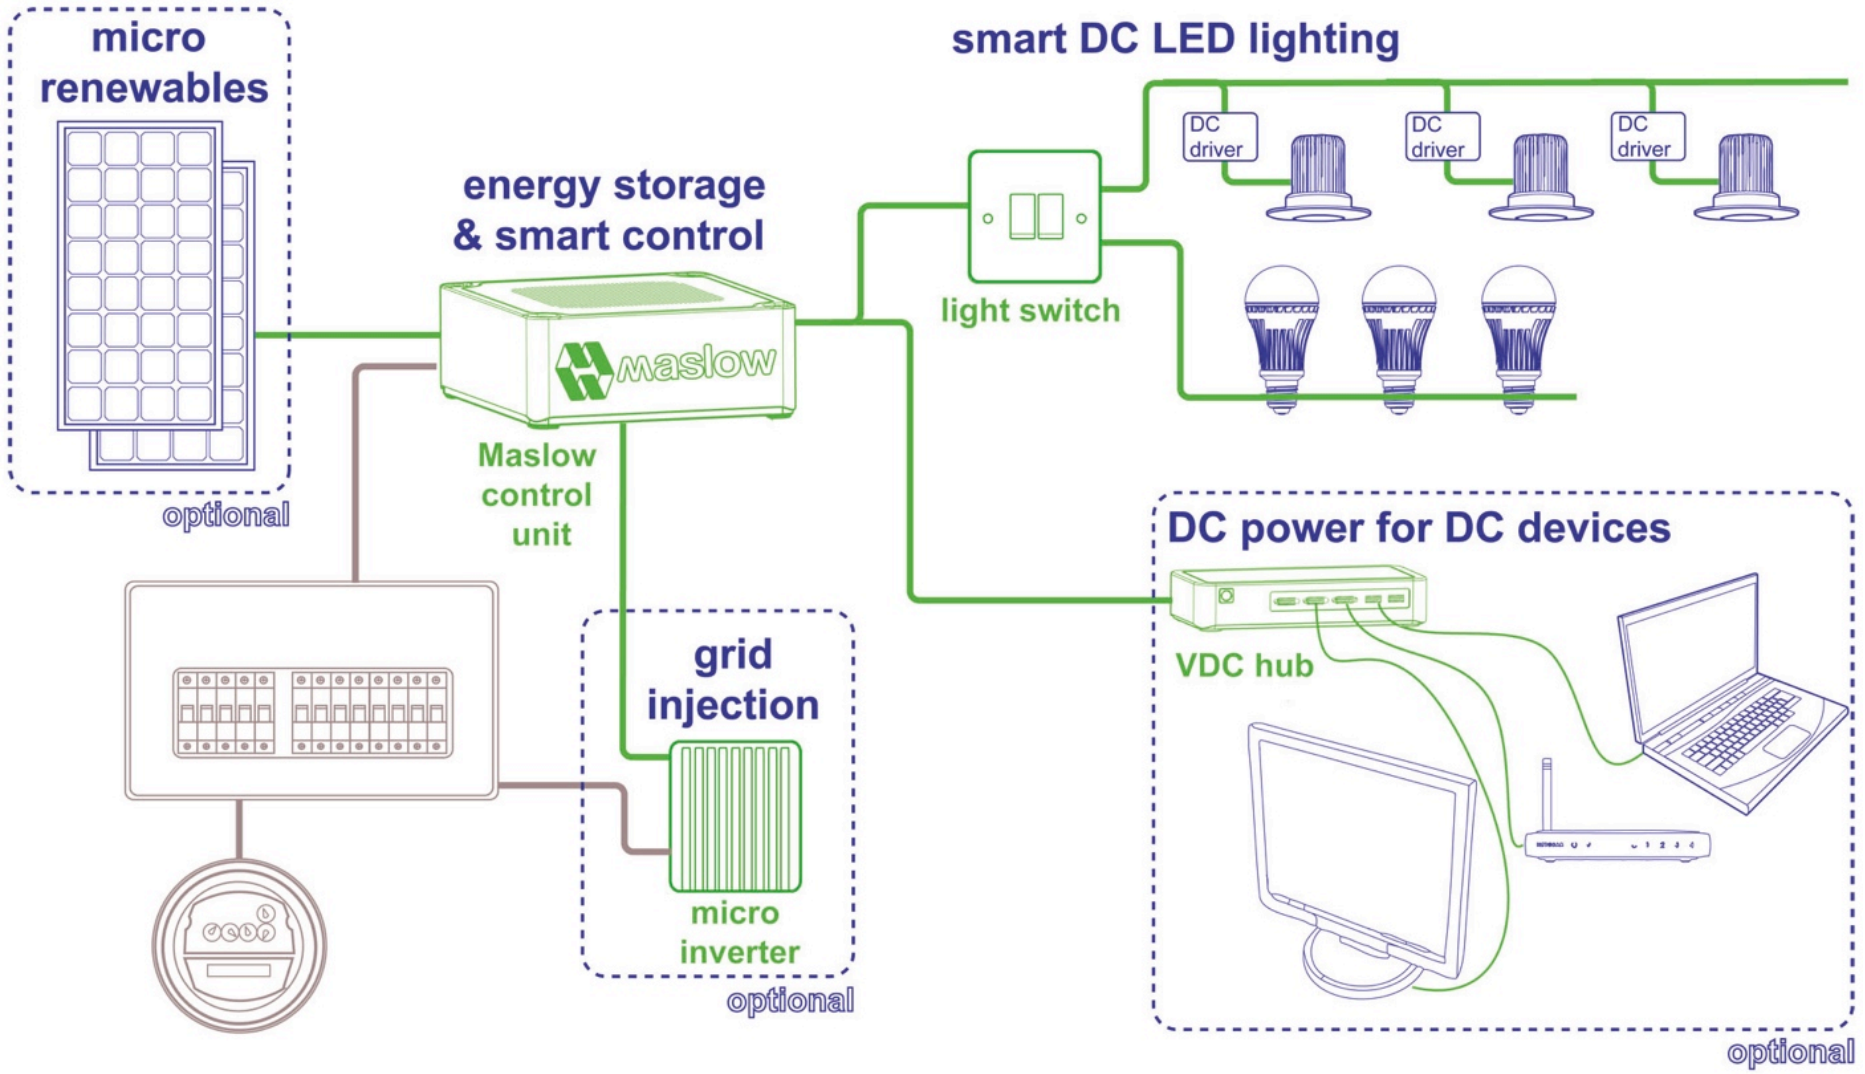 micro
renewables
optional
energy storage
& smart control
maslow
Maslow
control
unit
smart DC LED lighting
DC
driver
DC
driver
DC
driver
light switch
grid
injection
micro
inverter
optional
DC power for DC devices
VDC hub
optional